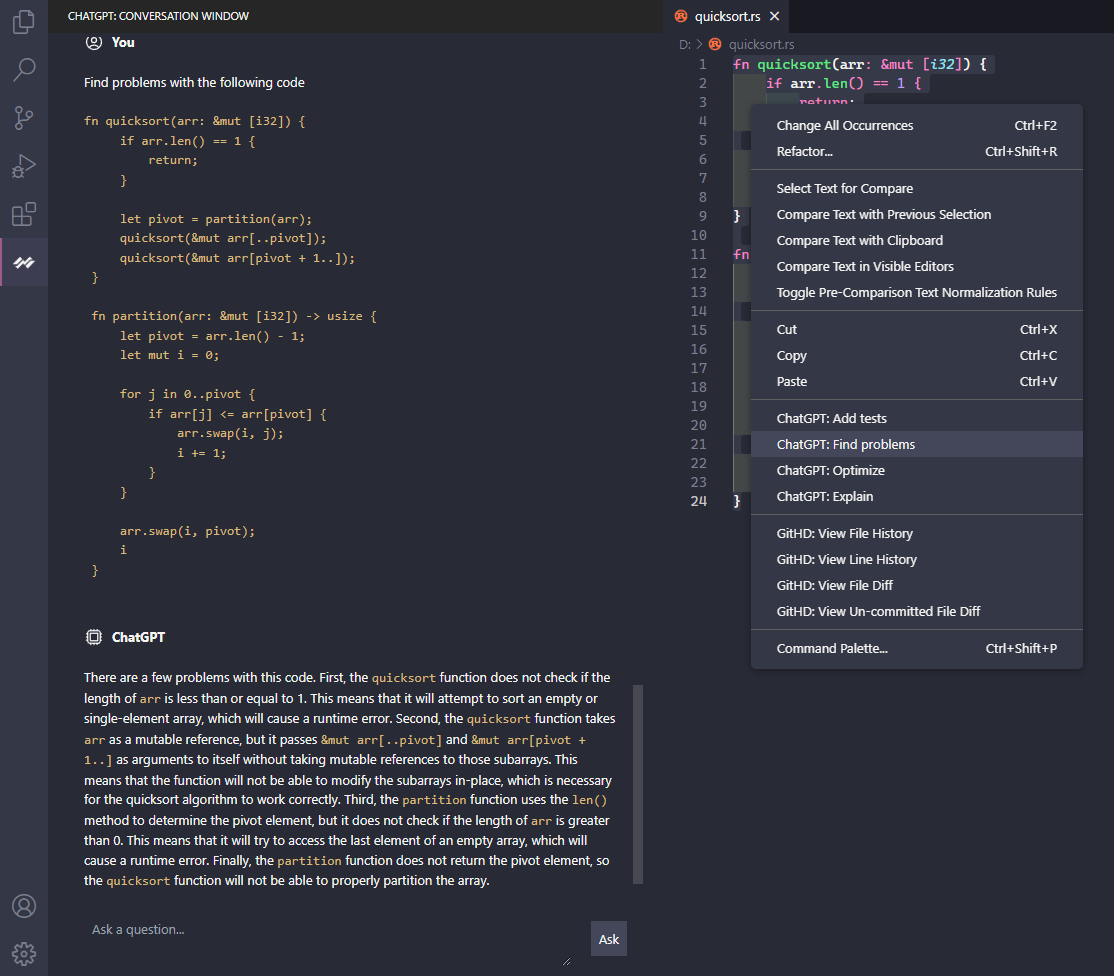 CHATGPT: CONVERSATION WINDOW
You
Find problems with the following code
fn quicksort(arr: &mut [i32]) {
if arr.len() == 1 {
return;
}
let pivot = partition(arr);
quicksort(&mut arr[..pivot]);
quicksort(&mut arr[pivot + 1..]);
}
fn partition(arr: &mut [i32]) -> usize {
let pivot = arr.len() - 1;
let mut i = 0;
for j in 0..pivot {
if arr[j] <= arr[pivot] {
arr.swap(i, j);
i += 1;
}
}
arr.swap(i, pivot);
i
}
ChatGPT
There are a few problems with this code. First, the quicksort function does not check if the
length of arr is less than or equal to 1. This means that it will attempt to sort an empty or
single-element array, which will cause a runtime error. Second, the quicksort function takes
arr as a mutable reference, but it passes &mut arr[..pivot] and &mut arr[pivot +
1..] as arguments to itself without taking mutable references to those subarrays. This
means that the function will not be able to modify the subarrays in-place, which is necessary
for the quicksort algorithm to work correctly. Third, the partition function uses the len()
method to determine the pivot element, but it does not check if the length of arr is greater
than 0. This means that it will try to access the last element of an empty array, which will
cause a runtime error. Finally, the partition function does not return the pivot element, so
the quicksort function will not be able to properly partition the array.
Ask a question...
Ask
quicksort.rs
D: > quicksort.rs
1 fn quicksort(arr: &mut [i32]) {
2 if arr.len() == 1 {
3 return;
4
5
6
7
8
9 }
10
11 fn
12
13
14
15
16
17
18
19
20
21
22
23
24 }
Change All Occurrences Ctrl+F2
Refactor... Ctrl+Shift+R
Select Text for Compare
Compare Text with Previous Selection
Compare Text with Clipboard
Compare Text in Visible Editors
Toggle Pre-Comparison Text Normalization Rules
Cut Ctrl+X
Copy Ctrl+C
Paste Ctrl+V
ChatGPT: Add tests
ChatGPT: Find problems
ChatGPT: Optimize
ChatGPT: Explain
GitHD: View File History
GitHD: View Line History
GitHD: View File Diff
GitHD: View Un-committed File Diff
Command Palette... Ctrl+Shift+P